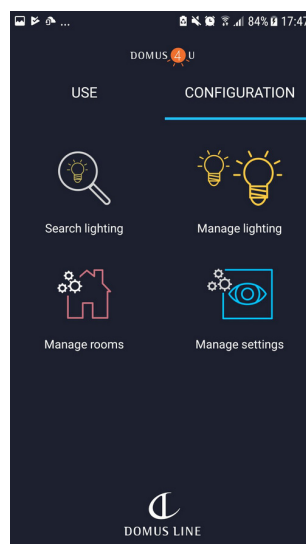 ... 84% 17:47
DOMUS 4 U
USE CONFIGURATION
Search lighting Manage lighting
Manage rooms Manage settings
DOMUS LINE